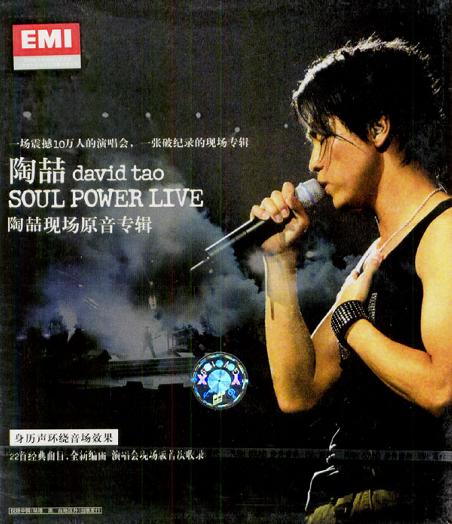 EMI
一场震撼10万人的演唱会，一张破纪录的现场专辑
陶喆 david tao
SOUL POWER LIVE
陶喆现场原音专辑
身历声环绕音场效果
22首经典曲目.全新编曲 演唱会现场版首次收录